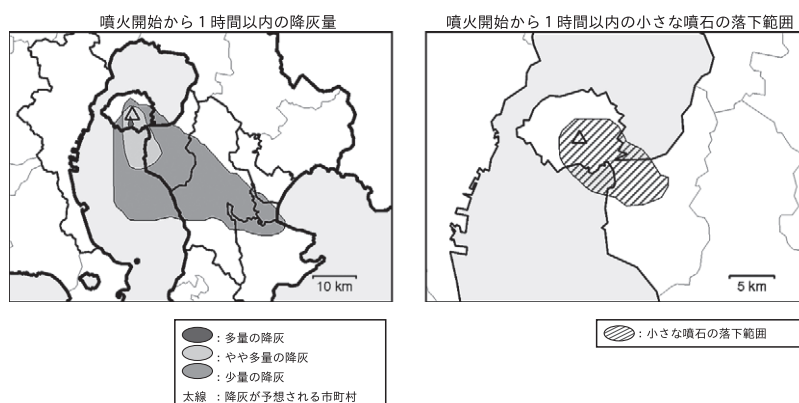 噴火開始から1時間以内の降灰量
10 km
：多量の降灰
：やや多量の降灰
：少量の降灰
太線 ：降灰が予想される市町村
噴火開始から1時間以内の小さな噴石の落下範囲
5 km
：小さな噴石の落下範囲